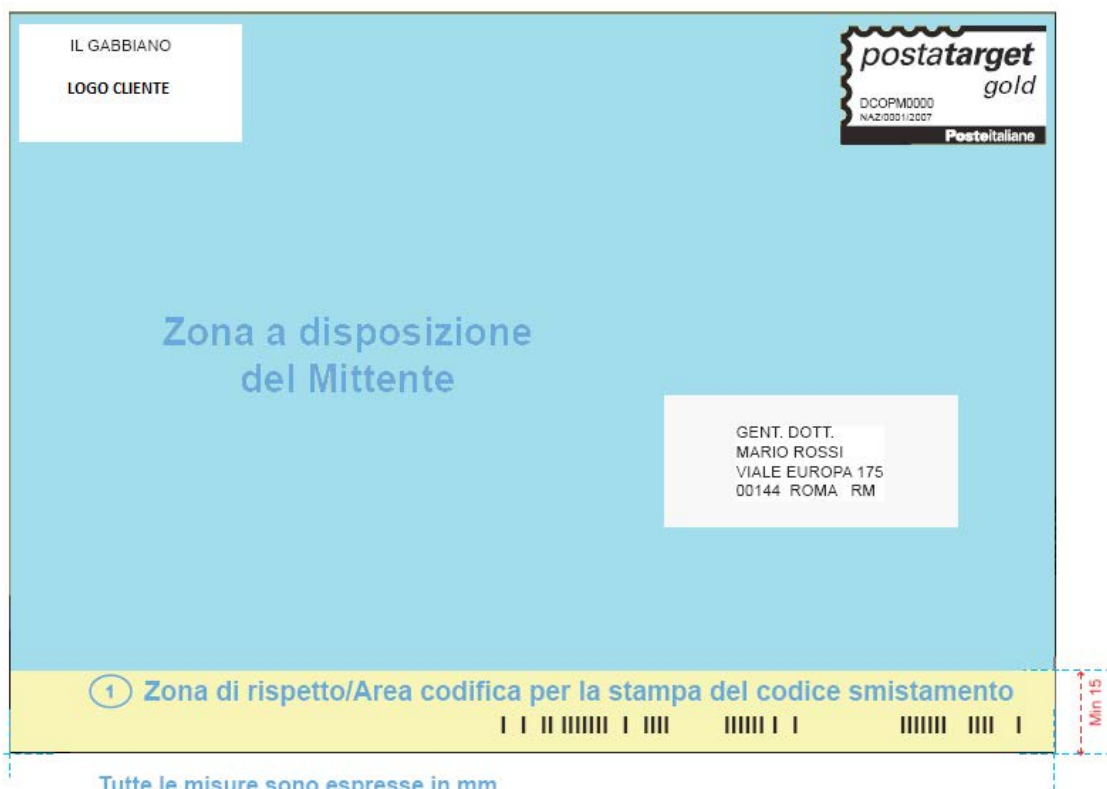 IL GABBIANO
LOGO CLIENTE
postatarget
gold
DCOPM0000
NAZ/0001/2007
Posteitaliane
Zona a disposizione
del Mittente
GENT. DOTT.
MARIO ROSSI
VIALE EUROPA 175
00144 ROMA RM
1 Zona di rispetto/Area codifica per la stampa del codice smistamento
Min 15
Tutte le misure sono espresse in mm